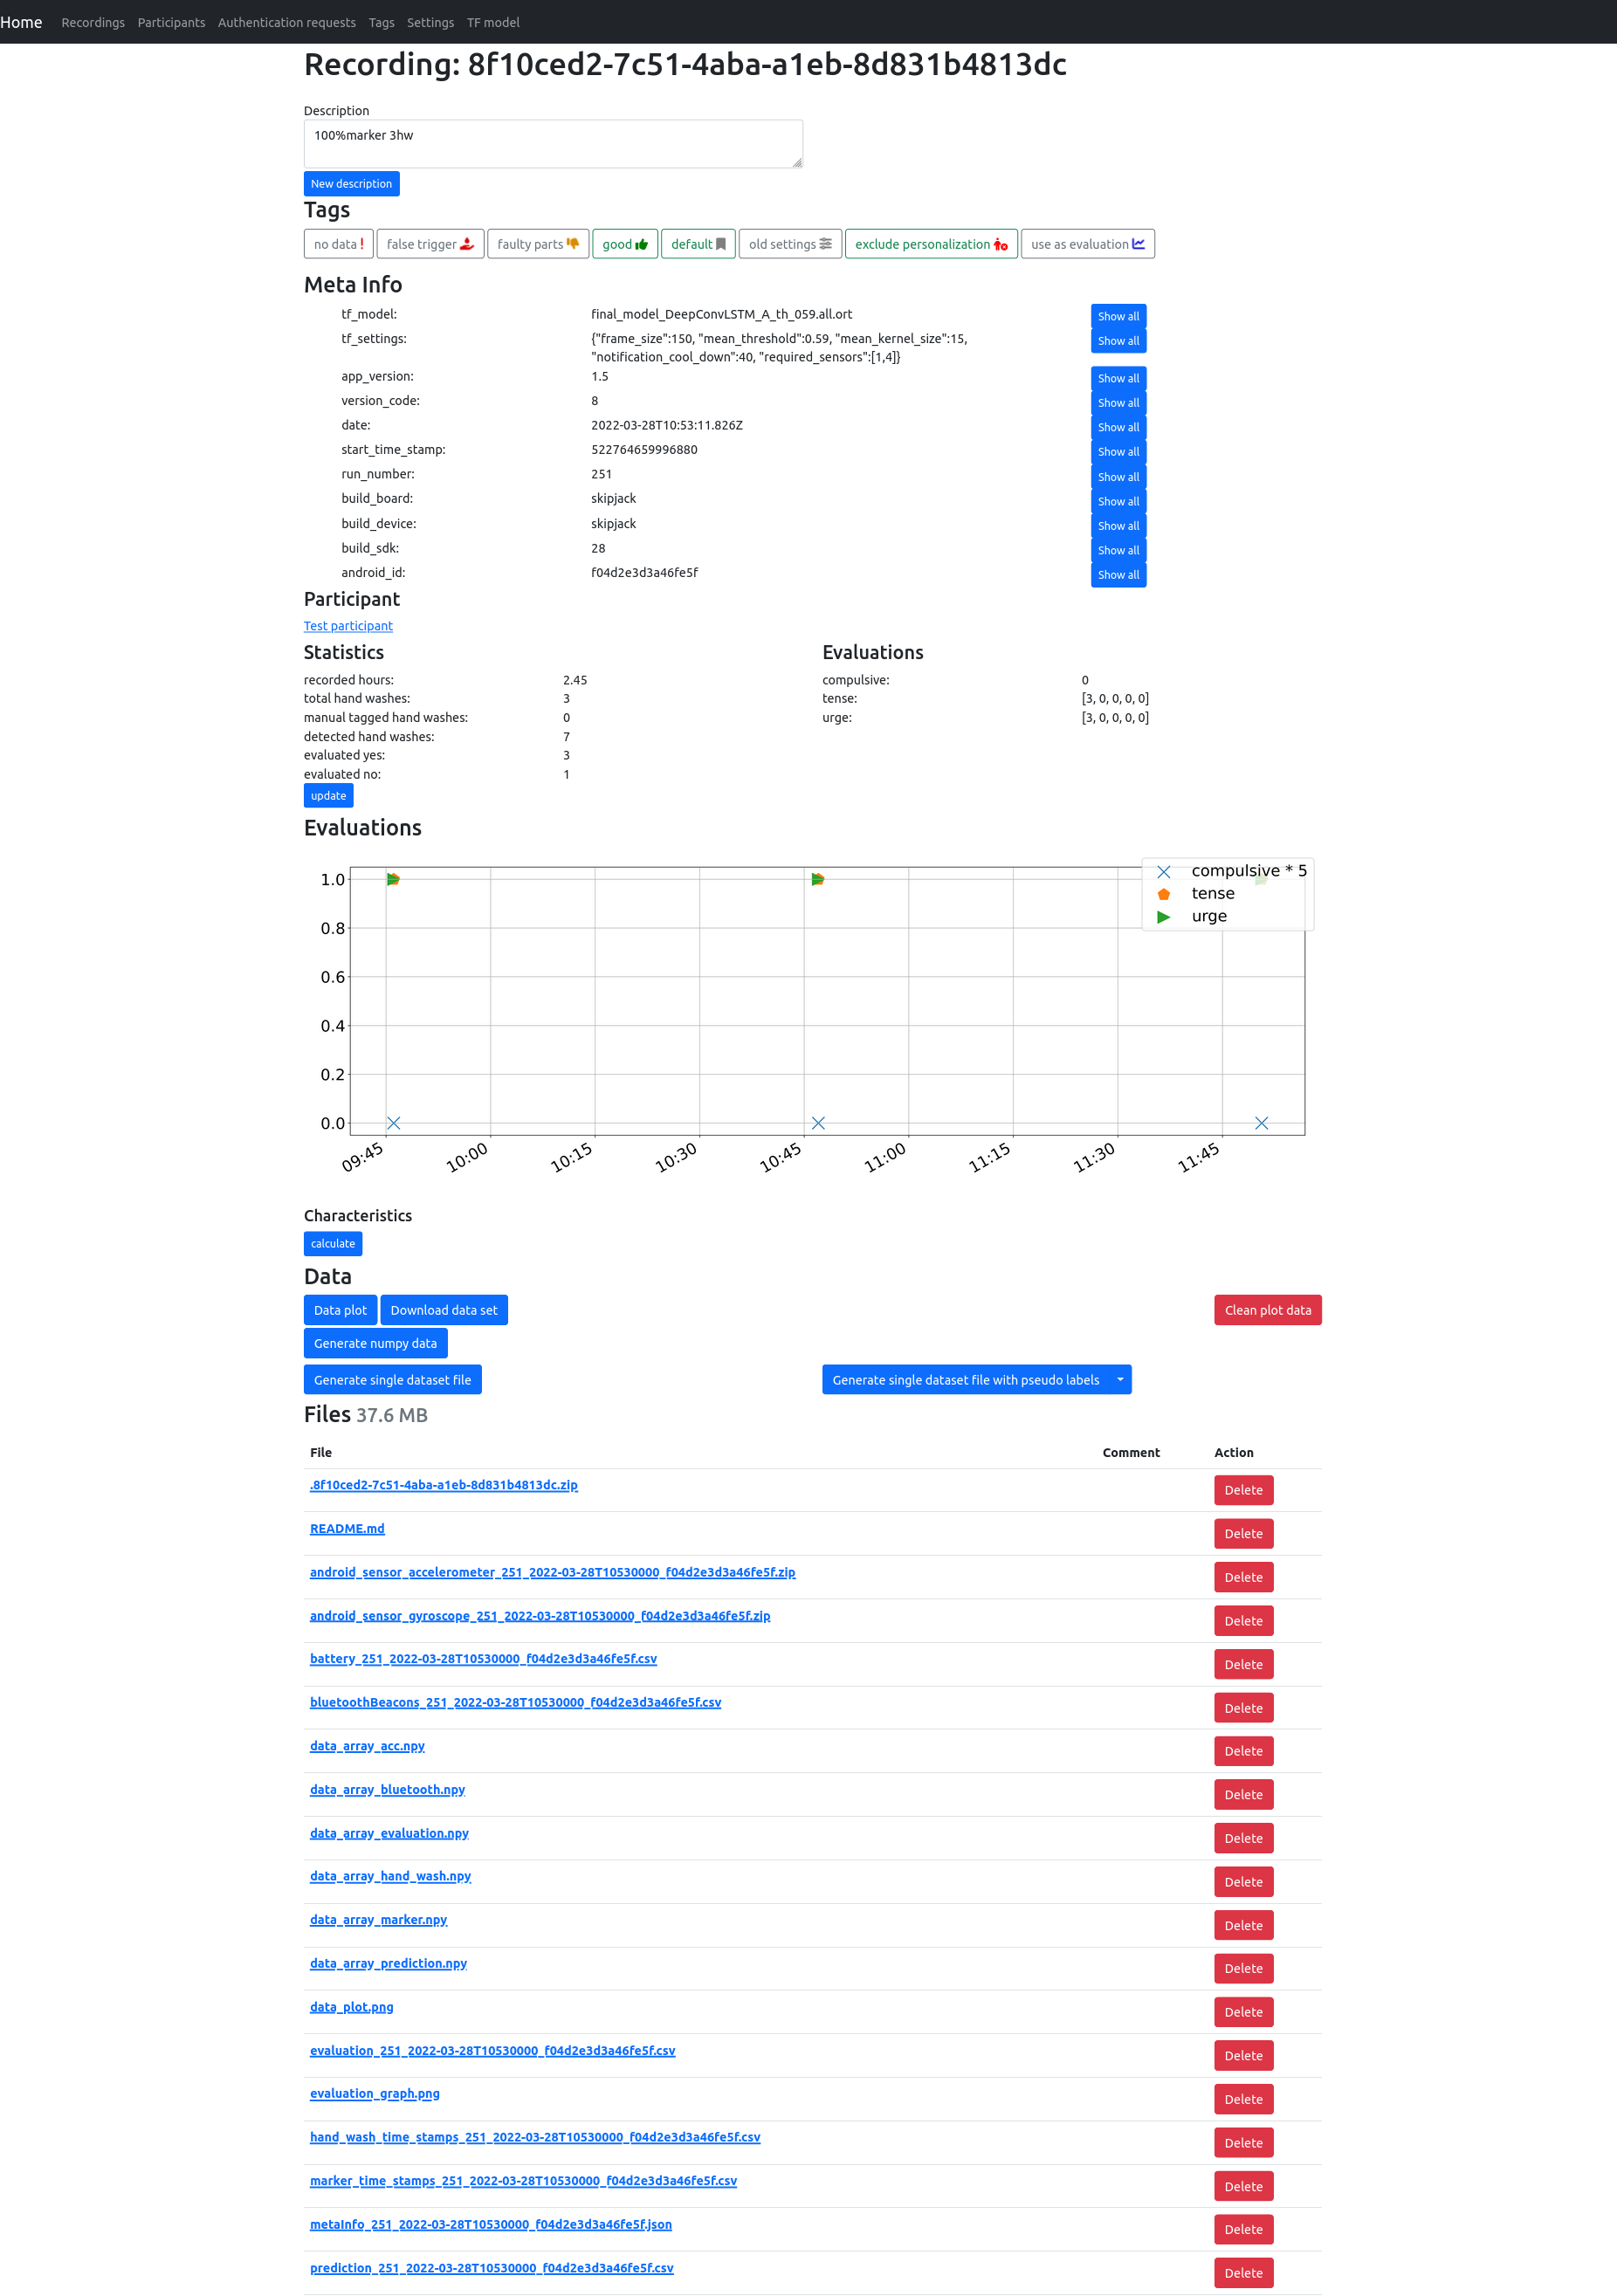 Home Recordings Participants Authentication requests Tags Settings TF model
Recording: 8f10ced2-7c51-4aba-a1eb-8d831b4813dc
Description
100%marker 3hw
New description
Tags
no data false trigger faulty parts good default old settings exclude personalization use as evaluation
Meta Info
tf_model: final_model_DeepConvLSTM_A_th_059.all.ort Show all
tf_settings: {"frame_size":150, "mean_threshold":0.59, "mean_kernel_size":15, Show all
"notification_cool_down":40, "required_sensors":[1,4]}
app_version: 1.5 Show all
version_code: 8 Show all
date: 2022-03-28T10:53:11.826Z Show all
start_time_stamp: 522764659996880 Show all
run_number: 251 Show all
build_board: skipjack Show all
build_device: skipjack Show all
build_sdk: 28 Show all
android_id: f04d2e3d3a46fe5f Show all
Participant
Test participant
Statistics Evaluations
recorded hours: 2.45 compulsive: 0
total hand washes: 3 tense: [3, 0, 0, 0, 0]
manual tagged hand washes: 0 urge: [3, 0, 0, 0, 0]
detected hand washes: 7
evaluated yes: 3
evaluated no: 1
update
Evaluations
compulsive * 5
tense
urge
1.0
0.8
0.6
0.4
0.2
0.0
09:45 10:00 10:15 10:30 10:45 11:00 11:15 11:30 11:45
Characteristics
calculate
Data
Data plot Download data set Clean plot data
Generate numpy data
Generate single dataset file Generate single dataset file with pseudo labels
Files 37.6 MB
File Comment Action
.8f10ced2-7c51-4aba-a1eb-8d831b4813dc.zip Delete
README.md Delete
android_sensor_accelerometer_251_2022-03-28T10530000_f04d2e3d3a46fe5f.zip Delete
android_sensor_gyroscope_251_2022-03-28T10530000_f04d2e3d3a46fe5f.zip Delete
battery_251_2022-03-28T10530000_f04d2e3d3a46fe5f.csv Delete
bluetoothBeacons_251_2022-03-28T10530000_f04d2e3d3a46fe5f.csv Delete
data_array_acc.npy Delete
data_array_bluetooth.npy Delete
data_array_evaluation.npy Delete
data_array_hand_wash.npy Delete
data_array_marker.npy Delete
data_array_prediction.npy Delete
data_plot.png Delete
evaluation_251_2022-03-28T10530000_f04d2e3d3a46fe5f.csv Delete
evaluation_graph.png Delete
hand_wash_time_stamps_251_2022-03-28T10530000_f04d2e3d3a46fe5f.csv Delete
marker_time_stamps_251_2022-03-28T10530000_f04d2e3d3a46fe5f.csv Delete
metaInfo_251_2022-03-28T10530000_f04d2e3d3a46fe5f.json Delete
prediction_251_2022-03-28T10530000_f04d2e3d3a46fe5f.csv Delete